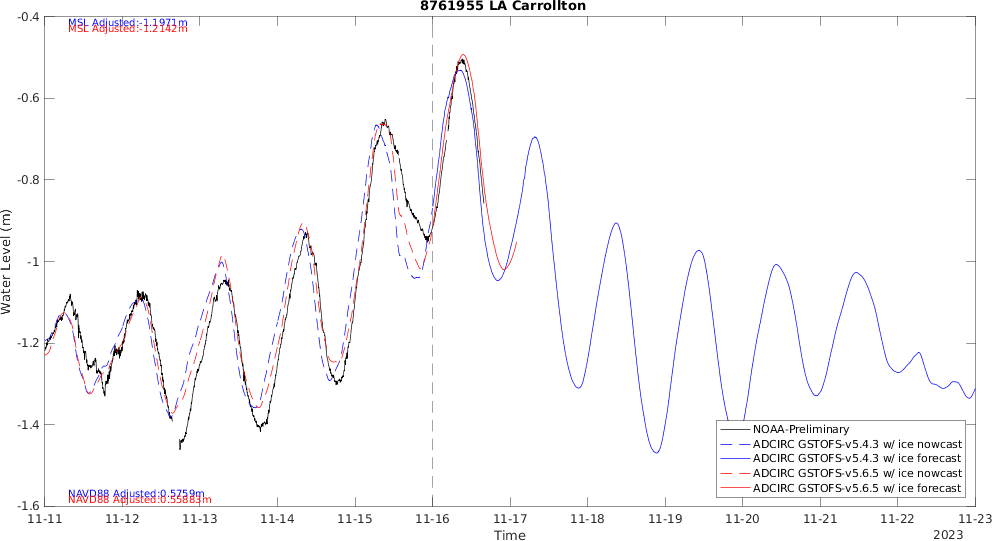 8761955 LA Carrollton
-0.4
MSL Adjusted:-1.1971m
MSL Adjusted:-1.2142m
-0.6
-0.8
-1
-1.2
-1.4
-1.6
Water Level (m)
NOAA-Preliminary
ADCIRC GSTOFS-v5.4.3 w/ ice nowcast
ADCIRC GSTOFS-v5.4.3 w/ ice forecast
ADCIRC GSTOFS-v5.6.5 w/ ice nowcast
ADCIRC GSTOFS-v5.6.5 w/ ice forecast
NAVD88 Adjusted:0.5759m
NAVD88 Adjusted:0.55883m
11-11 11-12 11-13 11-14 11-15 11-16 11-17 11-18 11-19 11-20 11-21 11-22 11-23
Time
2023